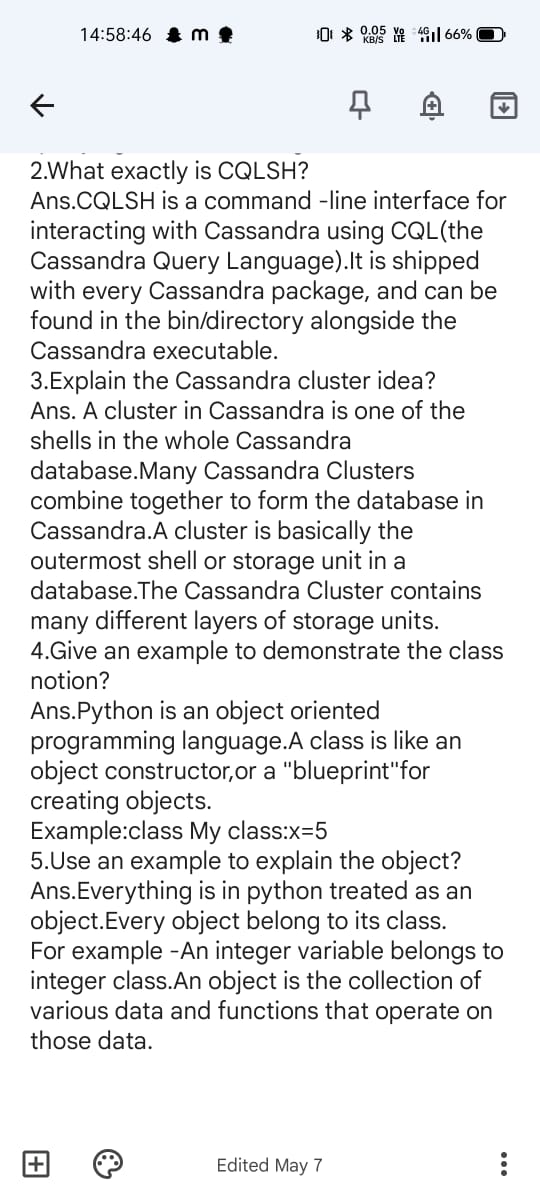 14:58:46 m 0.05 KB/S Vo LTE 4G 66%
2.What exactly is CQLSH?
Ans.CQLSH is a command -line interface for
interacting with Cassandra using CQL(the
Cassandra Query Language).It is shipped
with every Cassandra package, and can be
found in the bin/directory alongside the
Cassandra executable.
3.Explain the Cassandra cluster idea?
Ans. A cluster in Cassandra is one of the
shells in the whole Cassandra
database.Many Cassandra Clusters
combine together to form the database in
Cassandra.A cluster is basically the
outermost shell or storage unit in a
database.The Cassandra Cluster contains
many different layers of storage units.
4.Give an example to demonstrate the class
notion?
Ans.Python is an object oriented
programming language.A class is like an
object constructor,or a "blueprint"for
creating objects.
Example:class My class:x=5
5.Use an example to explain the object?
Ans.Everything is in python treated as an
object.Every object belong to its class.
For example -An integer variable belongs to
integer class.An object is the collection of
various data and functions that operate on
those data.
Edited May 7